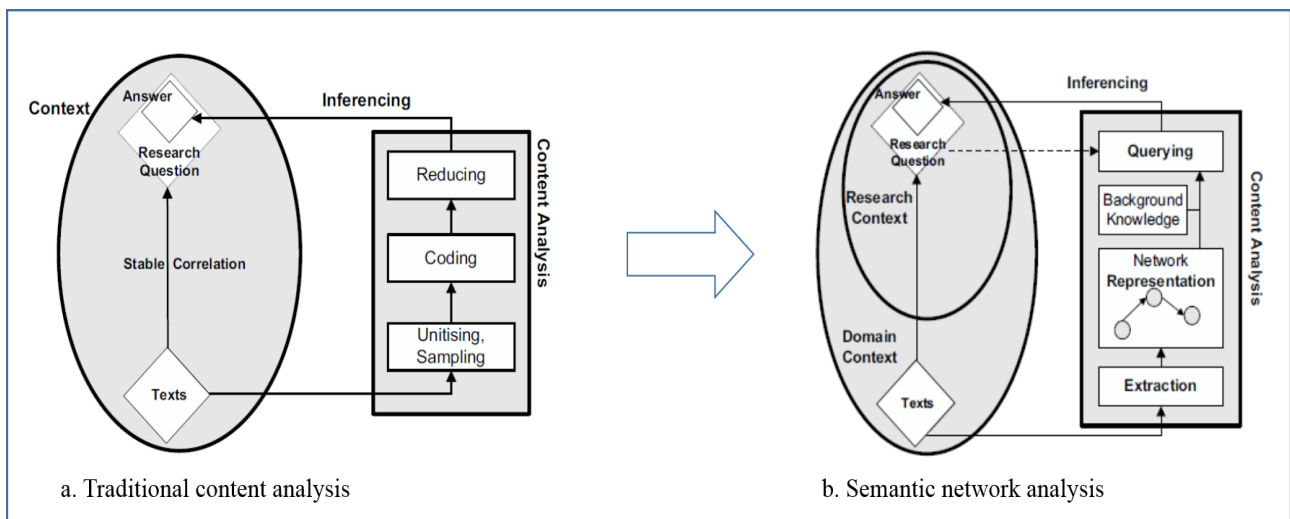 Context
Answer
Research
Question
Stable Correlation
Texts
Inferencing
Reducing
Coding
Unitising,
Sampling
Content Analysis
a. Traditional content analysis
Answer
Research
Question
Research
Context
Domain
Context
Texts
Inferencing
Querying
Background
Knowledge
Network
Representation
Extraction
Content Analysis
b. Semantic network analysis